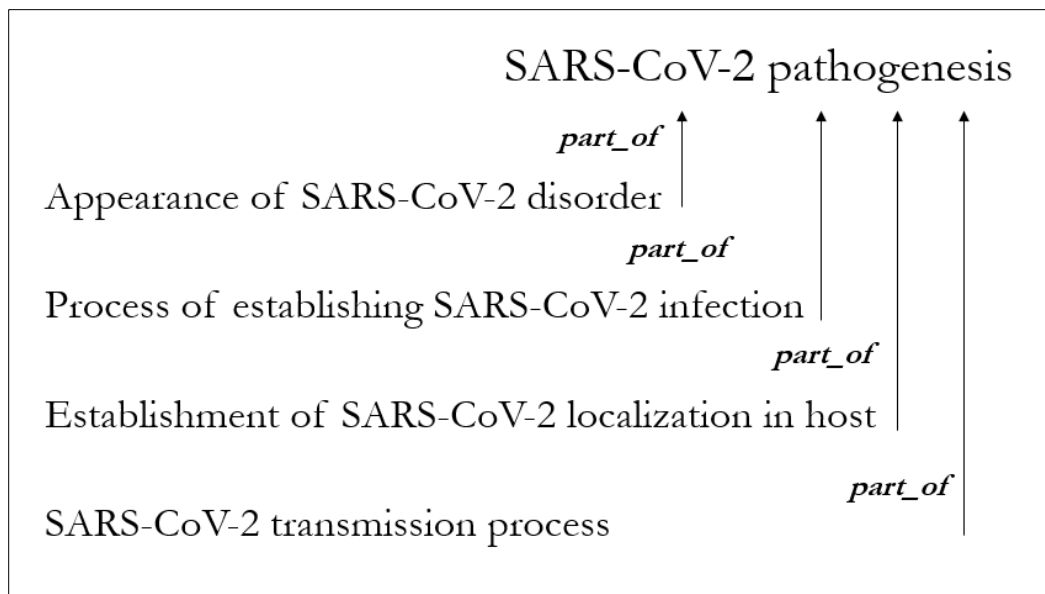 SARS-CoV-2 pathogenesis
part_of
Appearance of SARS-CoV-2 disorder
part_of
Process of establishing SARS-CoV-2 infection
part_of
Establishment of SARS-CoV-2 localization in host
part_of
SARS-CoV-2 transmission process